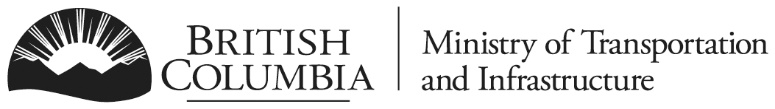 BRITISH
COLUMBIA
Ministry of Transportation
and Infrastructure